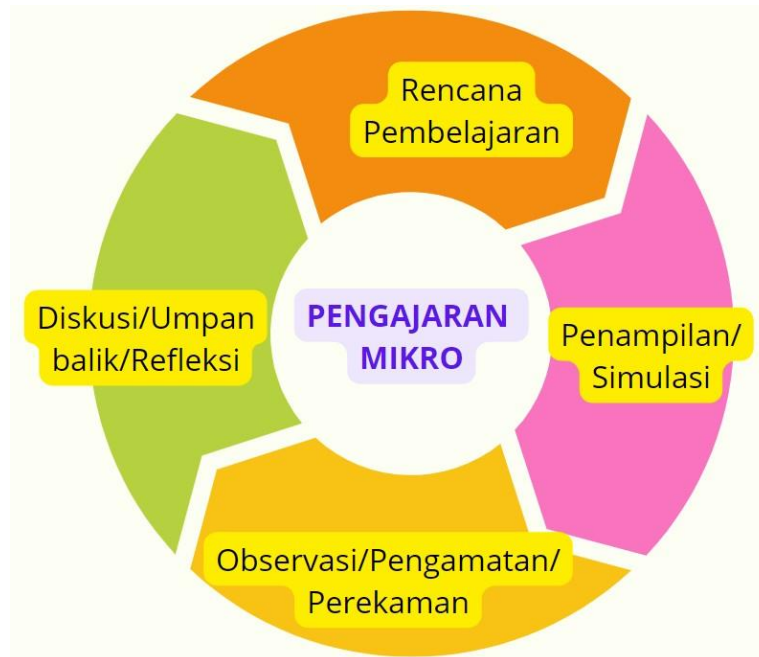 Rencana
Pembelajaran
Diskusi/Umpan
balik/Refleksi
PENGAJARAN
MIKRO
Penampilan/
Simulasi
Observasi/Pengamatan/
Perekaman